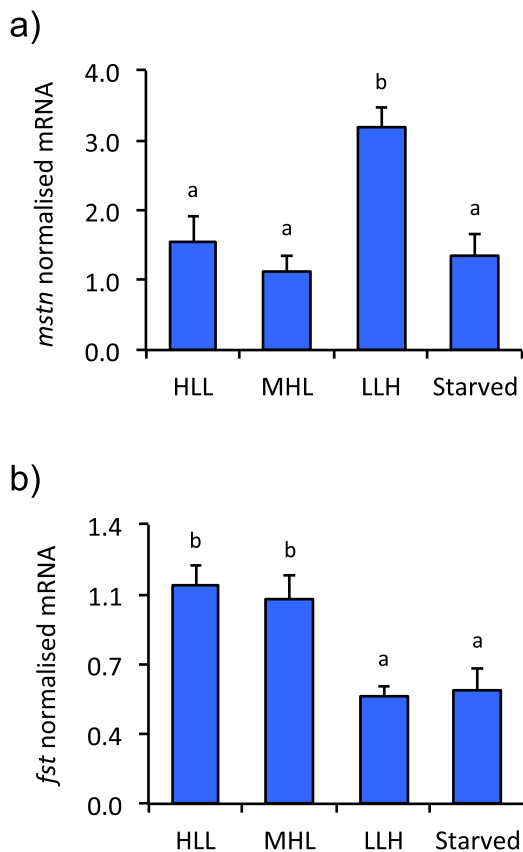 a)
mstn normalised mRNA
4.0
3.0
2.0
1.0
0.0
a
a
b
a
HLL MHL LLH Starved
b)
fst normalised mRNA
1.4
1.1
0.7
0.4
0.0
b
b
a
a
HLL MHL LLH Starved